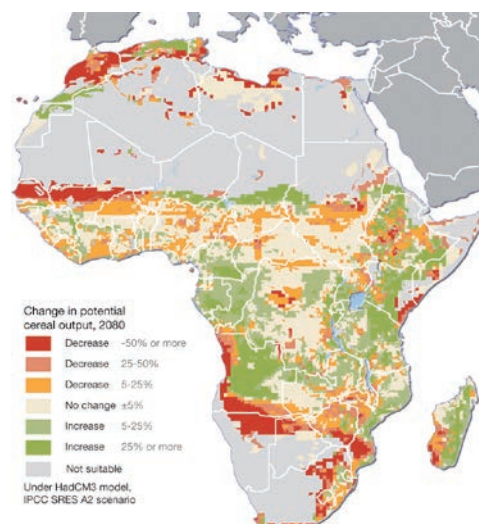 Change in potential
cereal output, 2080
Decrease -50% or more
Decrease 25-50%
Decrease 5-25%
No change ±5%
Increase 5-25%
Increase 25% or more
Not suitable
Under HadCM3 model,
IPCC SRES A2 scenario